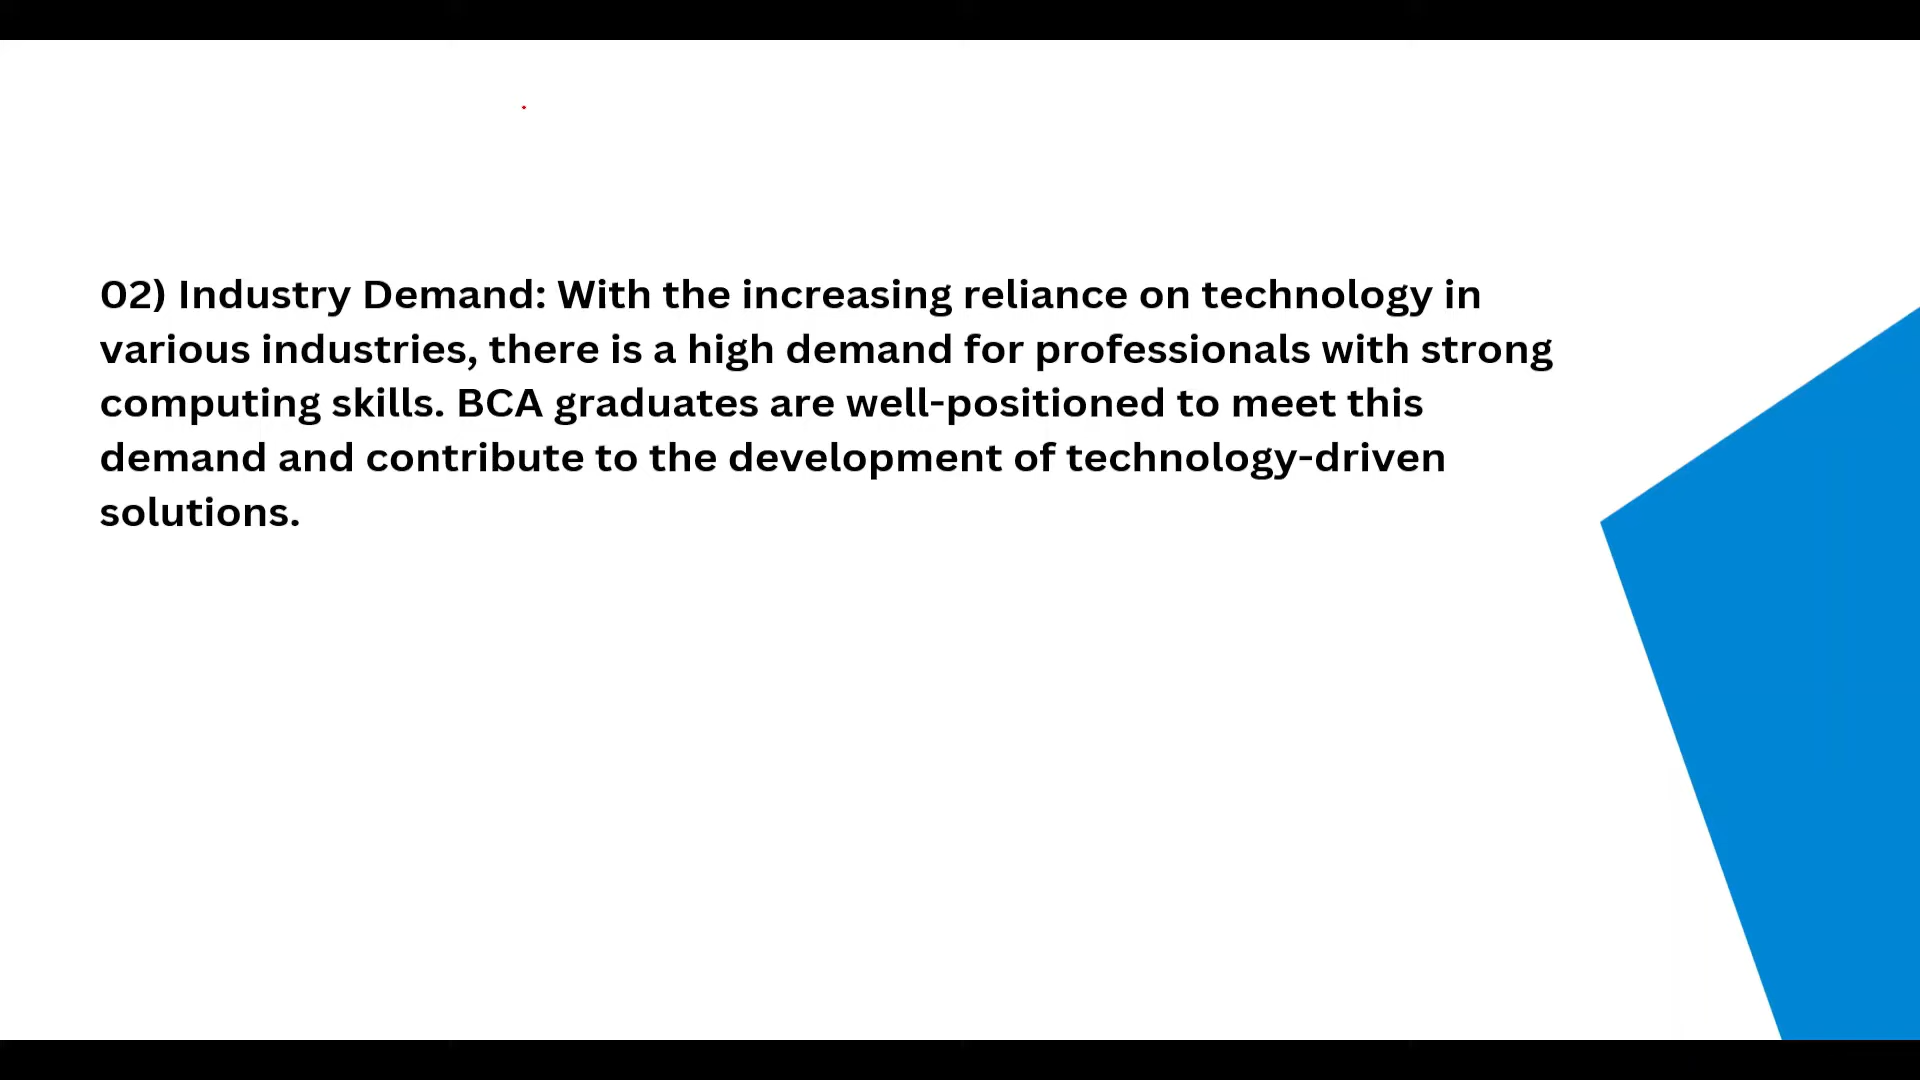 02) Industry Demand: With the increasing reliance on technology in
various industries, there is a high demand for professionals with strong
computing skills. BCA graduates are well-positioned to meet this
demand and contribute to the development of technology-driven
solutions.